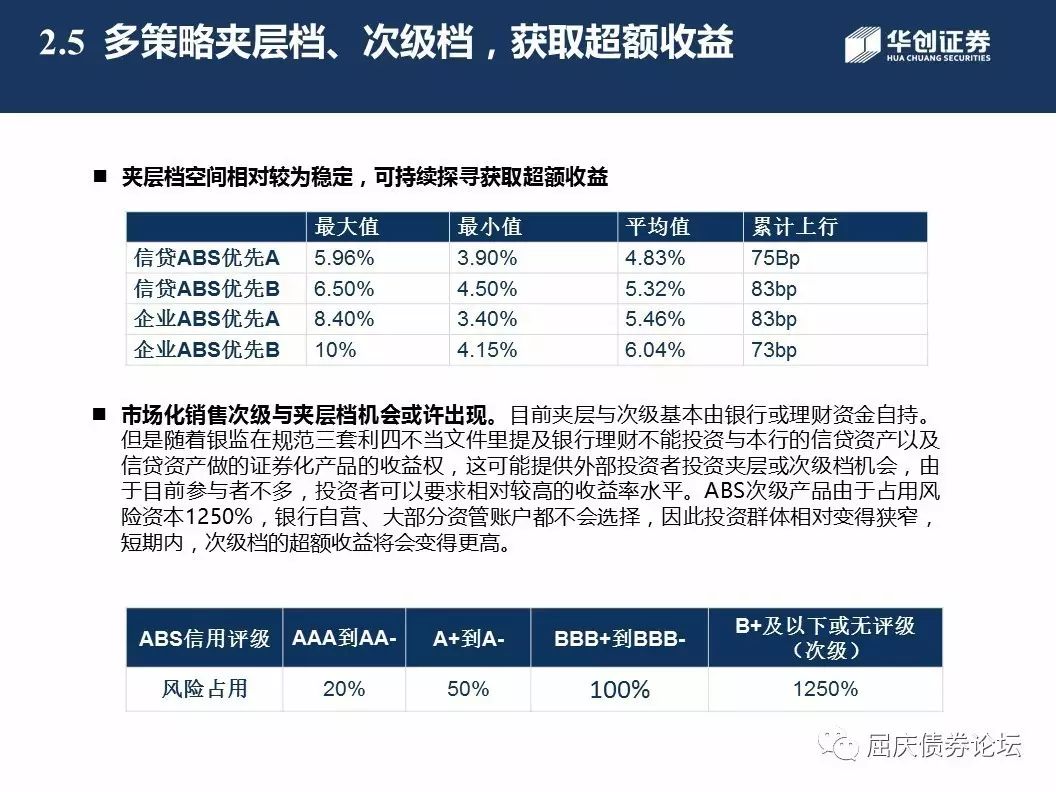 2.5 多策略夹层档、次级档，获取超额收益
华创证券
HUA CHUANG SECURITIES
■ 夹层档空间相对较为稳定，可持续探寻获取超额收益
最大值 最小值 平均值 累计上行
信贷ABS优先A 5.96% 3.90% 4.83% 75Bp
信贷ABS优先B 6.50% 4.50% 5.32% 83bp
企业ABS优先A 8.40% 3.40% 5.46% 83bp
企业ABS优先B 10% 4.15% 6.04% 73bp
■ 市场化销售次级与夹层档机会或许出现。目前夹层与次级基本由银行或理财资金自持。
但是随着银监在规范三套利四不当文件里提及银行理财不能投资与本行的信贷资产以及
信贷资产做的证券化产品的收益权，这可能提供外部投资者投资夹层或次级档机会，由
于目前参与者不多，投资者可以要求相对较高的收益率水平。ABS次级产品由于占用风
险资本1250%，银行自营、大部分资管账户都不会选择，因此投资群体相对变得狭窄，
短期内，次级档的超额收益将会变得更高。
ABS信用评级 AAA到AA- A+到A- BBB+到BBB- B+及以下或无评级
（次级）
风险占用 20% 50% 100% 1250%
屈庆债券论坛